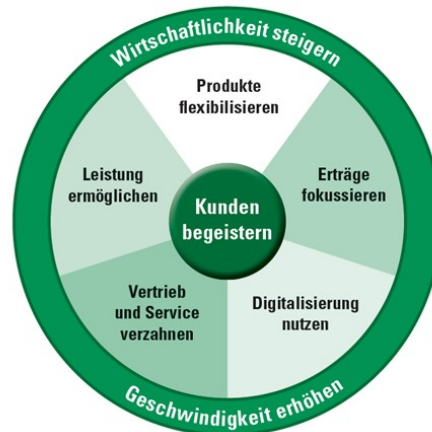 Wirtschaftlichkeit steigern
Produkte
flexibilisieren
Leistung
ermöglichen
Erträge
fokussieren
Kunden
begeistern
Vertrieb
und Service
verzahnen
Digitalisierung
nutzen
Geschwindigkeit erhöhen